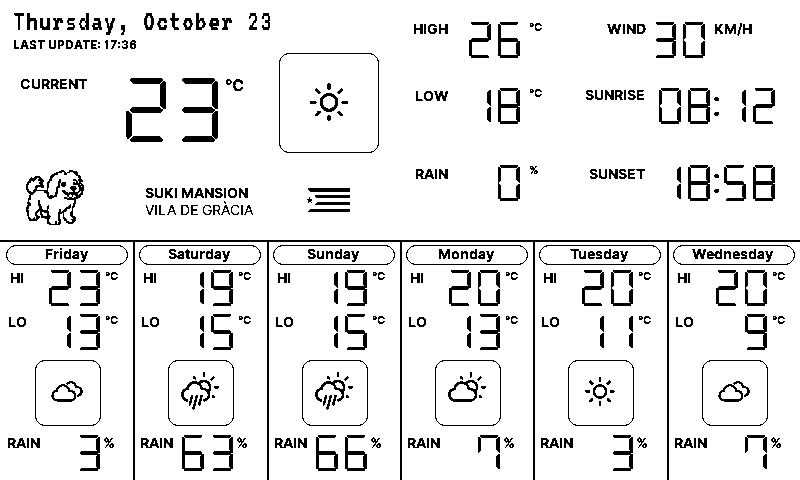 Thursday, October 23
LAST UPDATE: 17:36
CURRENT 23 °C
HIGH 26 °C
LOW 18 °C
RAIN 0 %
WIND 30 KM/H
SUNRISE 08:12
SUNSET 18:58
SUKI MANSION
VILA DE GRÀCIA
Friday
HI 23 °C
LO 13 °C
RAIN 3 %
Saturday
HI 19 °C
LO 15 °C
RAIN 63 %
Sunday
HI 19 °C
LO 15 °C
RAIN 66 %
Monday
HI 20 °C
LO 13 °C
RAIN 7 %
Tuesday
HI 20 °C
LO 11 °C
RAIN 3 %
Wednesday
HI 20 °C
LO 9 °C
RAIN 7 %